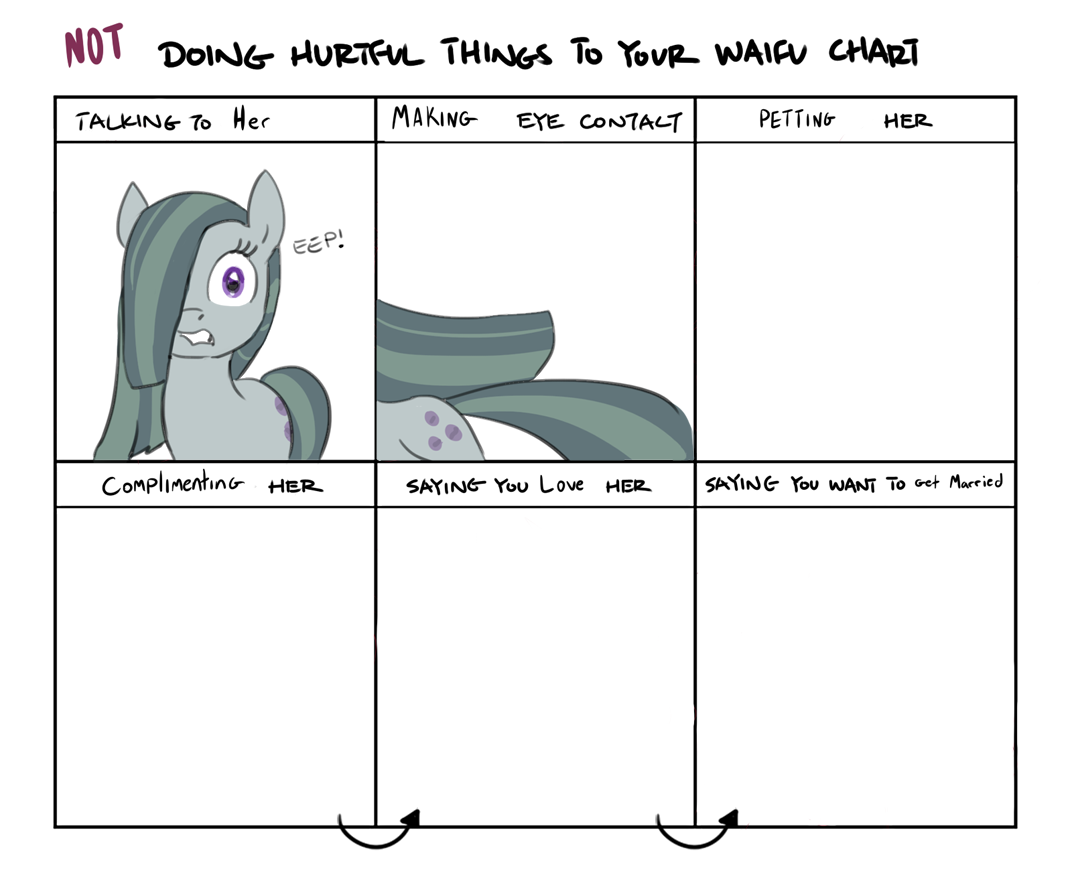 NOT DOING HURTFUL THINGS TO YOUR WAIFU CHART
TALKING TO Her
MAKING EYE CONTACT
PETTING HER
EEP!
Complimenting HER
SAYING YOU Love HER
SAYING YOU WANT TO Get Married